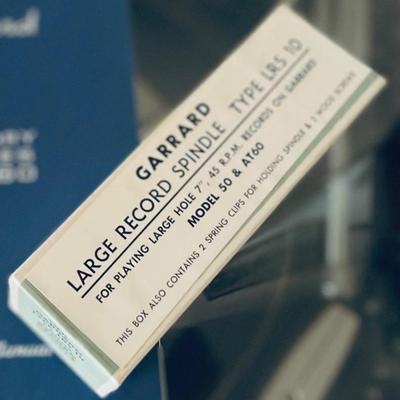 GARRARD
LARGE RECORD SPINDLE TYPE LRS 10
FOR PLAYING LARGE HOLE 7", 45 R.P.M. RECORDS ON GARRARD
MODEL 50 & AT60
THIS BOX ALSO CONTAINS 2 SPRING CLIPS FOR HOLDING SPINDLE & 2 WOOD SCREWS